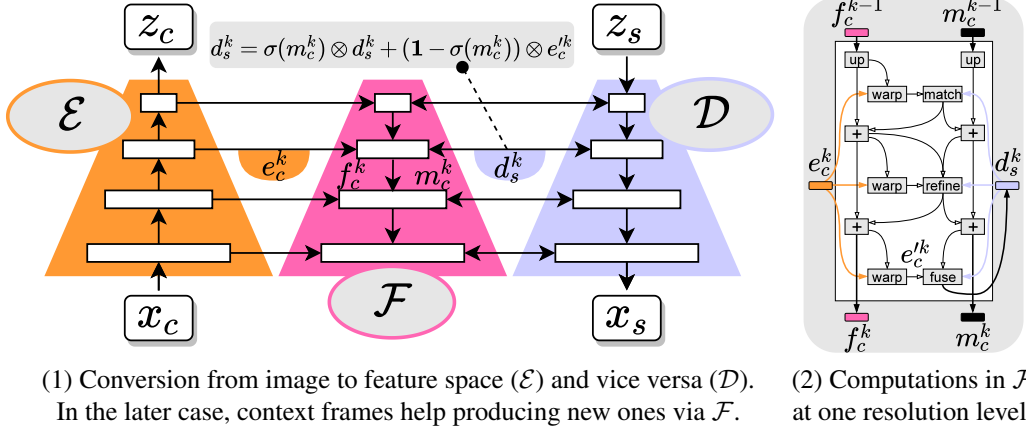 z_c
d_s^k = σ(m_c^k) ⊗ d_s^k + (1 − σ(m_c^k)) ⊗ e'_c^k
z_s
ℰ
𝒟
e_c^k
f_c^k
m_c^k
d_s^k
ℱ
x_c
x_s
f_c^{k−1}
m_c^{k−1}
up
up
warp
match
+
+
e_c^k
d_s^k
warp
refine
+
+
e'_c^k
warp
fuse
f_c^k
m_c^k
(1) Conversion from image to feature space (ℰ) and vice versa (𝒟).
In the later case, context frames help producing new ones via ℱ.
(2) Computations in ℱ
at one resolution level